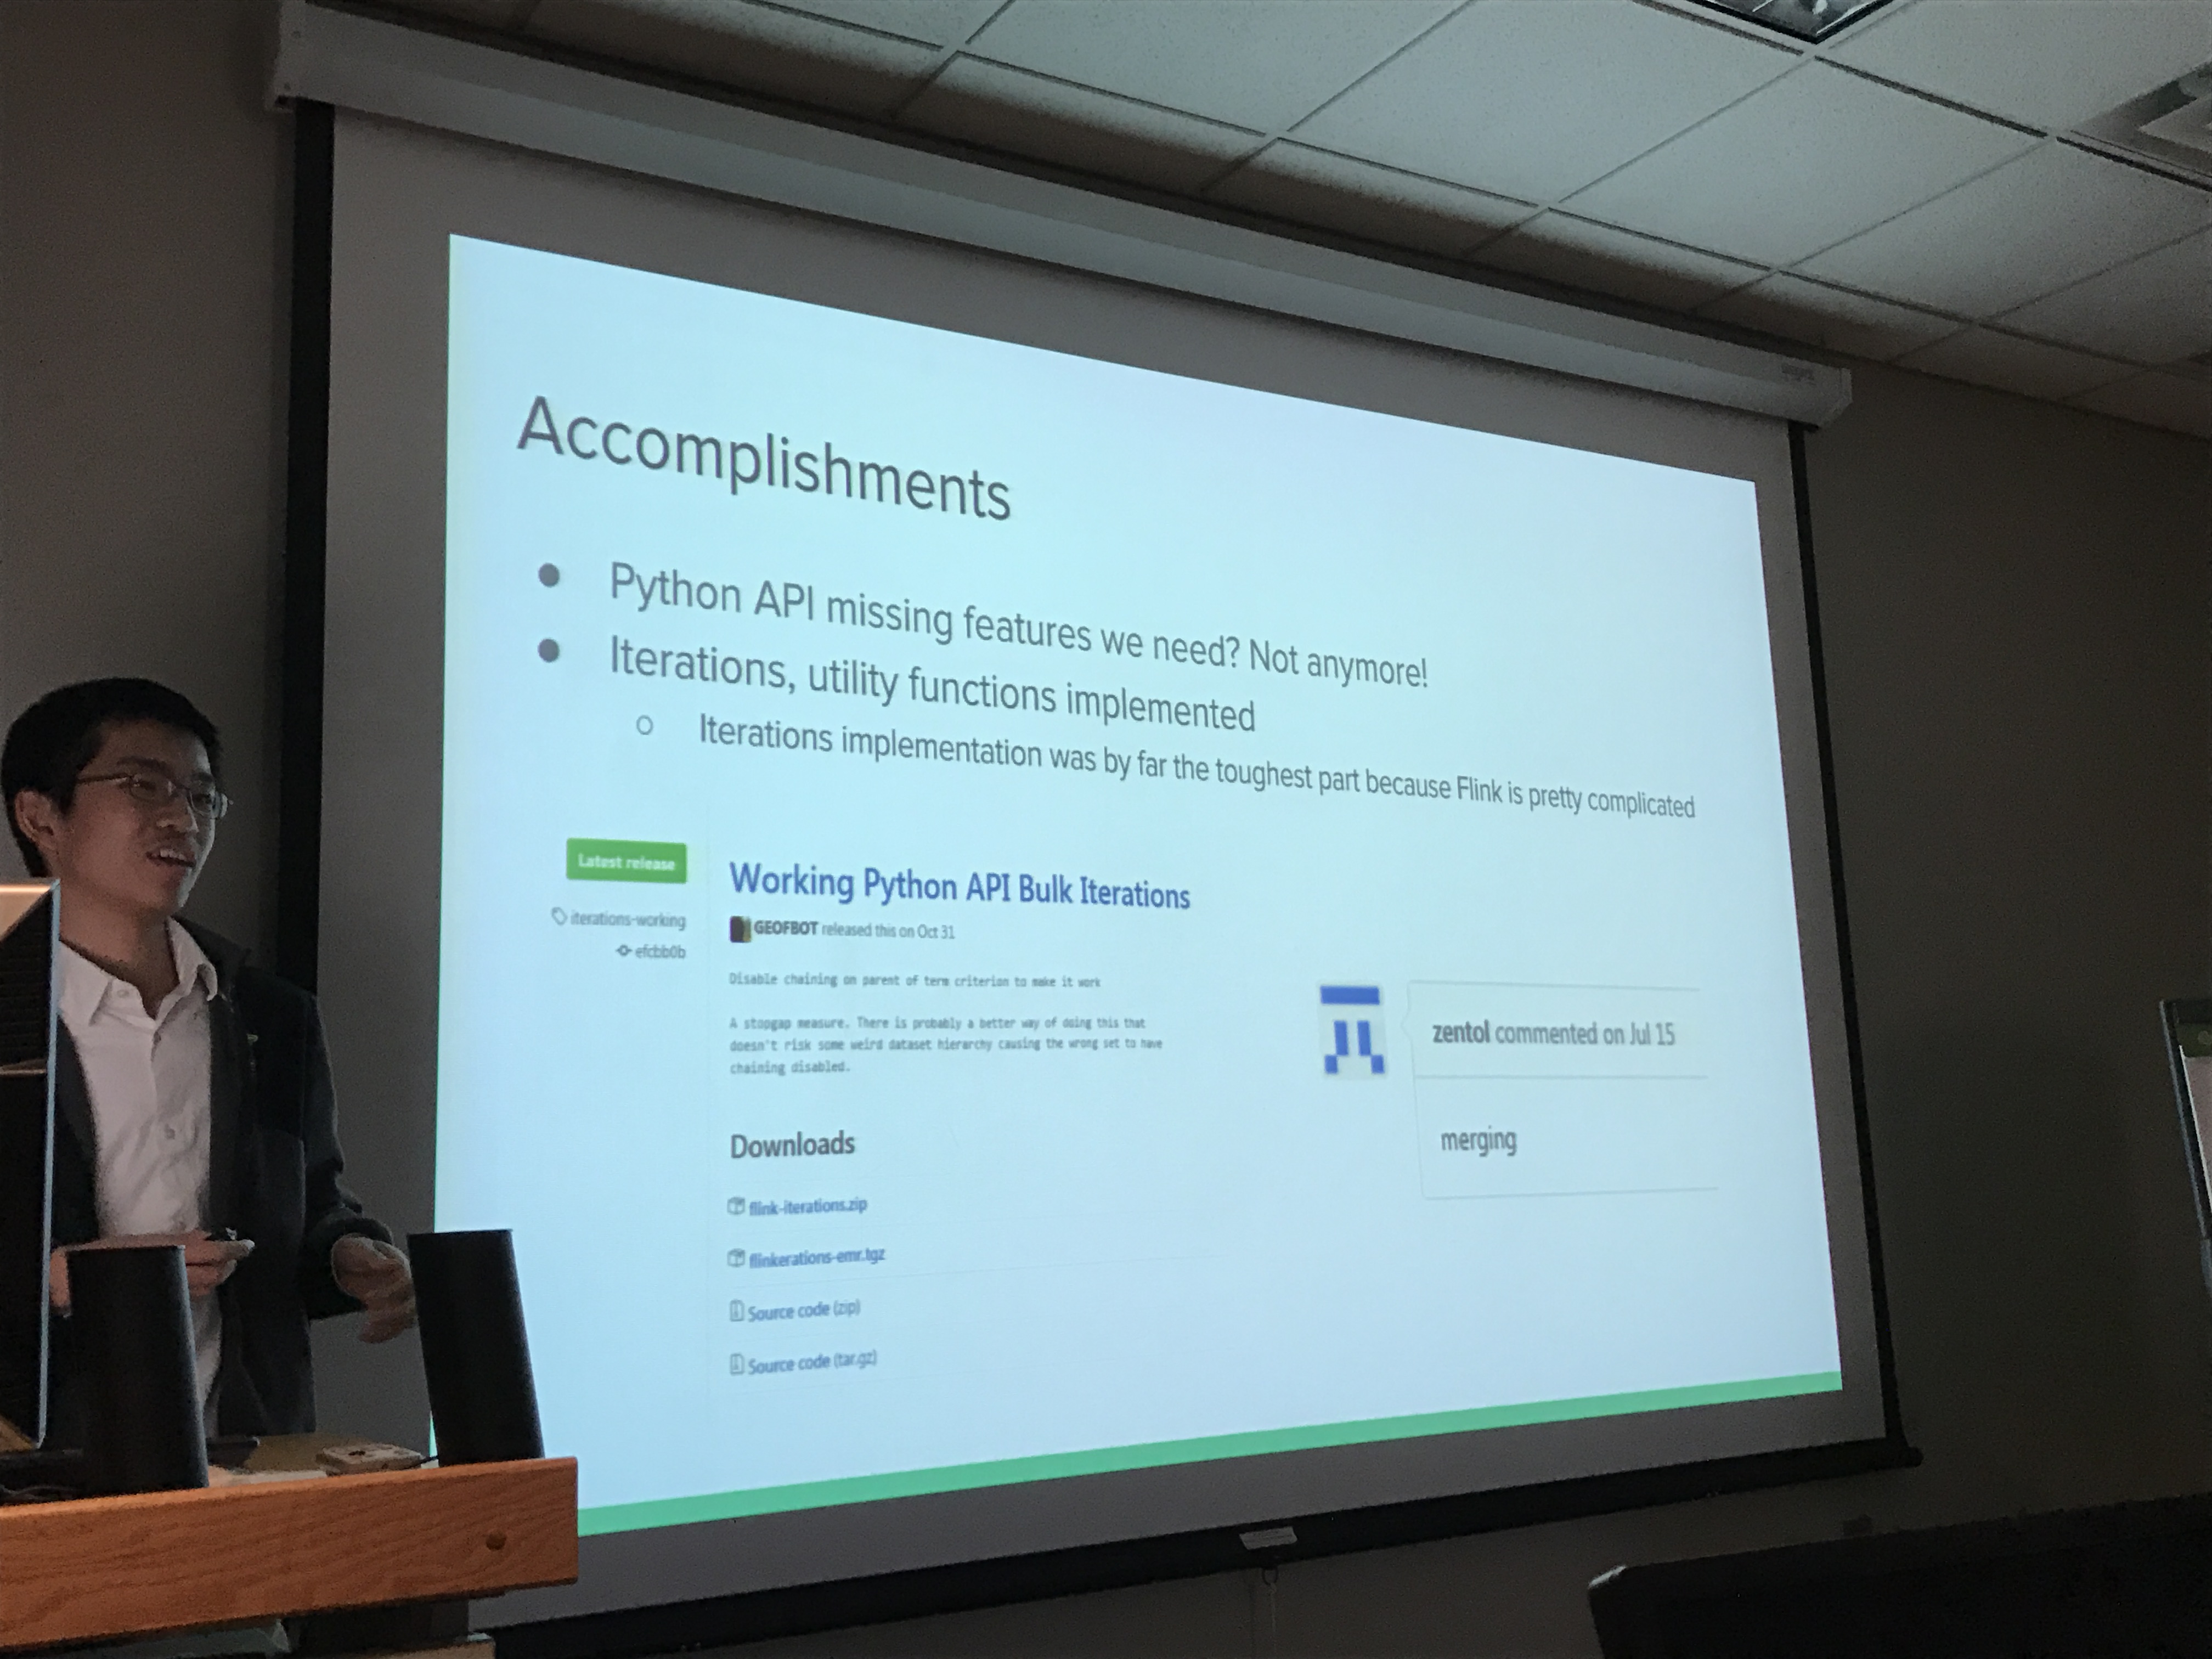 Accomplishments
Python API missing features we need? Not anymore!
Iterations, utility functions implemented
Iterations implementation was by far the toughest part because Flink is pretty complicated
Latest release
iterations-working
efcbb0b
Working Python API Bulk Iterations
GEOFBOT released this on Oct 31
Disable chaining on parent of term criterion to make it work
A stopgap measure. There is probably a better way of doing this that
doesn't risk some weird dataset hierarchy causing the wrong set to have
chaining disabled.
Downloads
flink-iterations.zip
flinkerations-emr.tgz
Source code (zip)
Source code (tar.gz)
zentol commented on Jul 15
merging